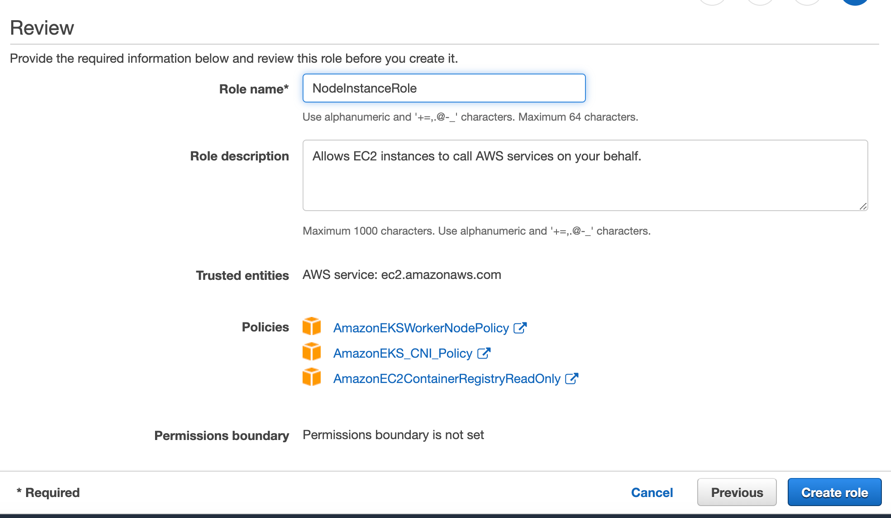 Review
Provide the required information below and review this role before you create it.
Role name* NodeInstanceRole
Use alphanumeric and '+=,.@-_' characters. Maximum 64 characters.
Role description Allows EC2 instances to call AWS services on your behalf.
Maximum 1000 characters. Use alphanumeric and '+=,.@-_' characters.
Trusted entities AWS service: ec2.amazonaws.com
Policies AmazonEKSWorkerNodePolicy
AmazonEKS_CNI_Policy
AmazonEC2ContainerRegistryReadOnly
Permissions boundary Permissions boundary is not set
* Required Cancel Previous Create role